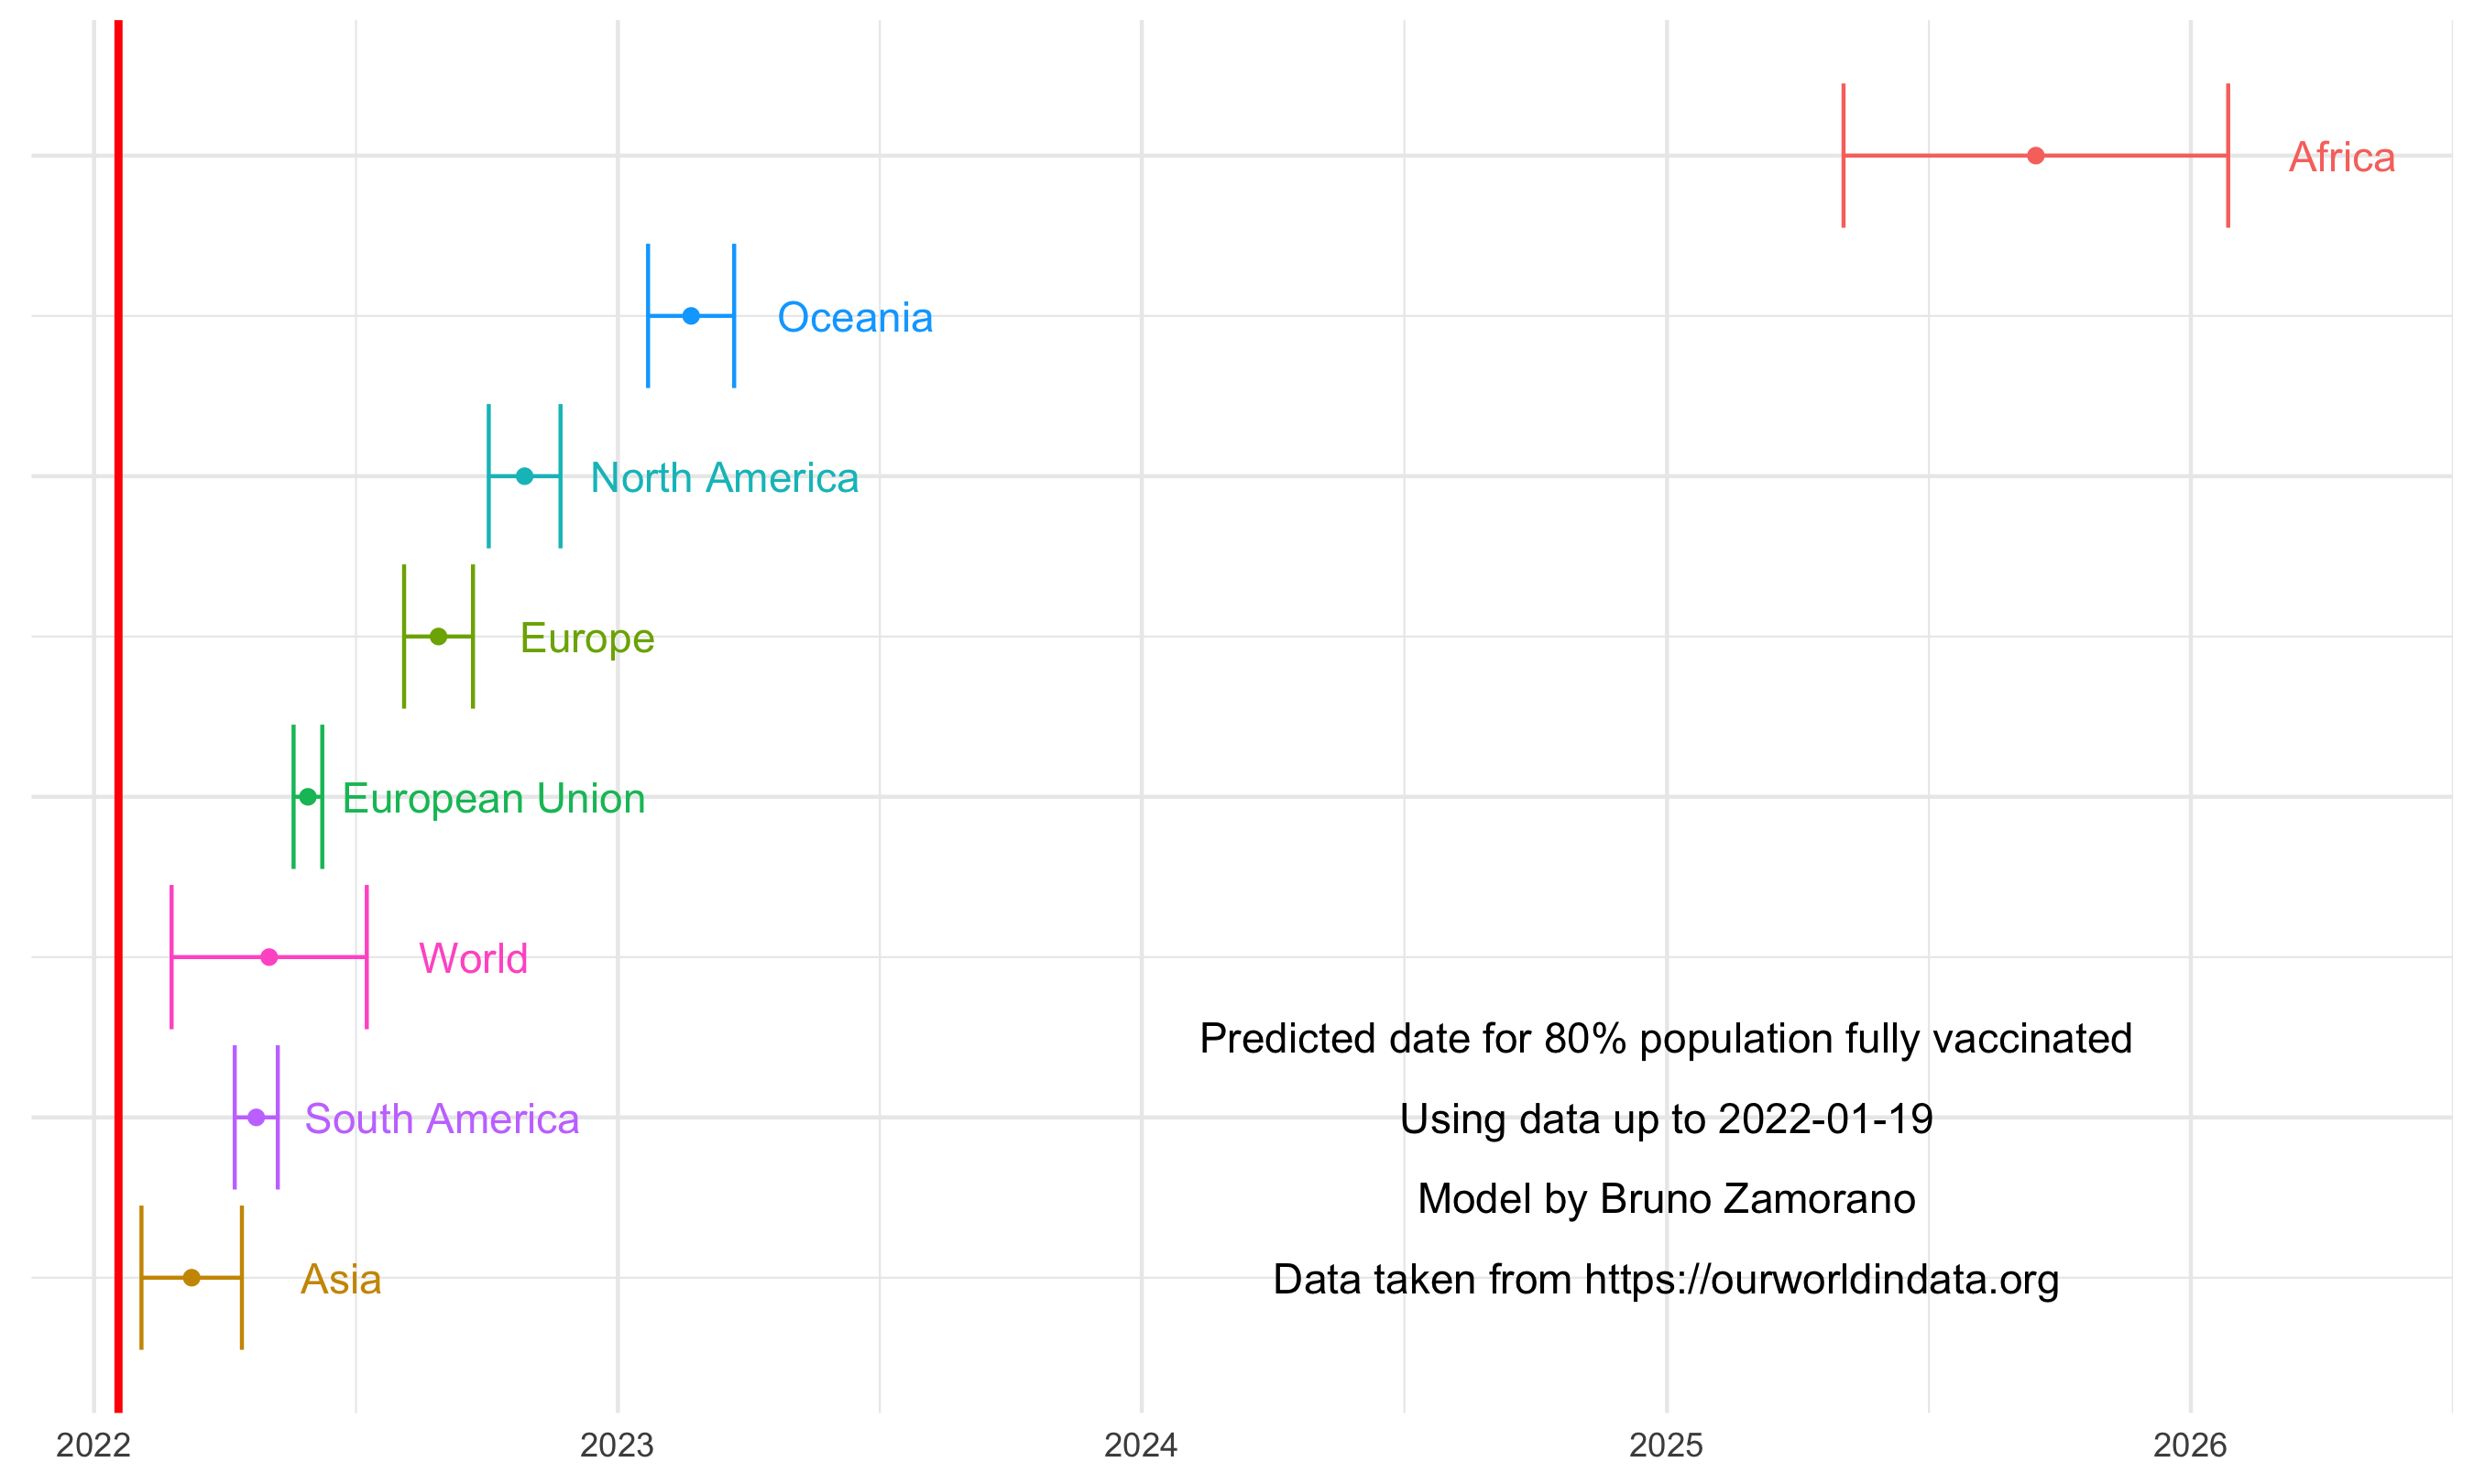 Africa
Oceania
North America
Europe
European Union
World
Predicted date for 80% population fully vaccinated
South America
Using data up to 2022-01-19
Model by Bruno Zamorano
Asia
Data taken from https://ourworldindata.org
2022 2023 2024 2025 2026